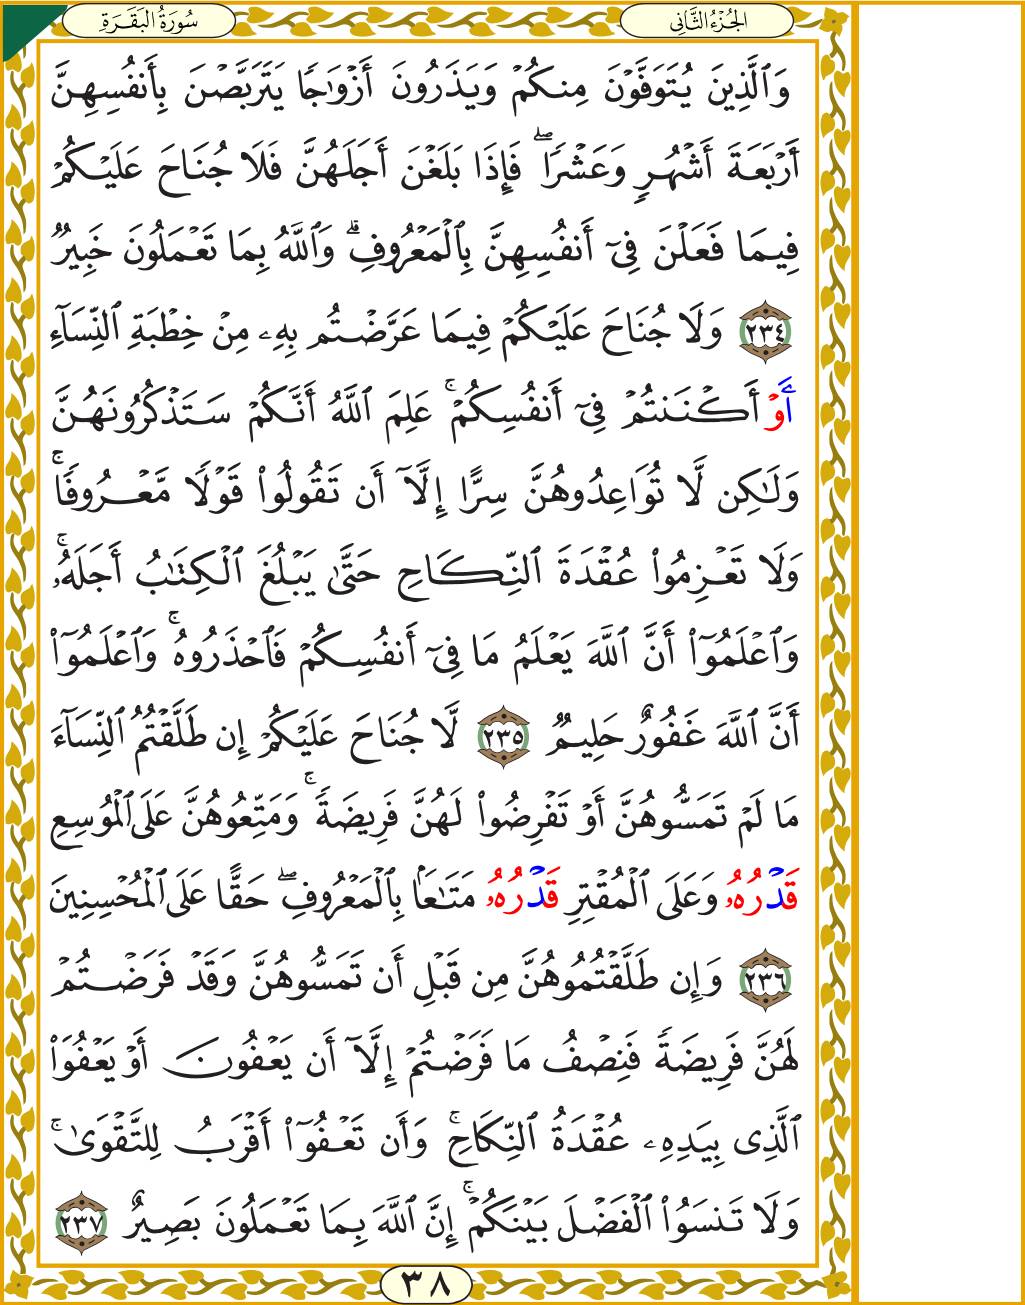 الجُزْءُ الثَّانِي
سُورَةُ البَقَرَةِ
وَٱلَّذِينَ يُتَوَفَّوْنَ مِنكُمْ وَيَذَرُونَ أَزْوَٰجًا يَتَرَبَّصْنَ بِأَنفُسِهِنَّ
أَرْبَعَةَ أَشْهُرٍ وَعَشْرًا ۖ فَإِذَا بَلَغْنَ أَجَلَهُنَّ فَلَا جُنَاحَ عَلَيْكُمْ
فِيمَا فَعَلْنَ فِىٓ أَنفُسِهِنَّ بِٱلْمَعْرُوفِ ۗ وَٱللَّهُ بِمَا تَعْمَلُونَ خَبِيرٌ
٢٣٤ وَلَا جُنَاحَ عَلَيْكُمْ فِيمَا عَرَّضْتُم بِهِۦ مِنْ خِطْبَةِ ٱلنِّسَآءِ
أَوْ أَكْنَنتُمْ فِىٓ أَنفُسِكُمْ ۚ عَلِمَ ٱللَّهُ أَنَّكُمْ سَتَذْكُرُونَهُنَّ
وَلَٰكِن لَّا تُوَاعِدُوهُنَّ سِرًّا إِلَّآ أَن تَقُولُوا۟ قَوْلًا مَّعْرُوفًا ۚ
وَلَا تَعْزِمُوا۟ عُقْدَةَ ٱلنِّكَاحِ حَتَّىٰ يَبْلُغَ ٱلْكِتَٰبُ أَجَلَهُۥ ۚ
وَٱعْلَمُوٓا۟ أَنَّ ٱللَّهَ يَعْلَمُ مَا فِىٓ أَنفُسِكُمْ فَٱحْذَرُوهُ ۚ وَٱعْلَمُوٓا۟
أَنَّ ٱللَّهَ غَفُورٌ حَلِيمٌ ٢٣٥ لَّا جُنَاحَ عَلَيْكُمْ إِن طَلَّقْتُمُ ٱلنِّسَآءَ
مَا لَمْ تَمَسُّوهُنَّ أَوْ تَفْرِضُوا۟ لَهُنَّ فَرِيضَةً ۚ وَمَتِّعُوهُنَّ عَلَى ٱلْمُوسِعِ
قَدْرُهُۥ وَعَلَى ٱلْمُقْتِرِ قَدْرُهُۥ مَتَٰعًۢا بِٱلْمَعْرُوفِ ۖ حَقًّا عَلَى ٱلْمُحْسِنِينَ
٢٣٦ وَإِن طَلَّقْتُمُوهُنَّ مِن قَبْلِ أَن تَمَسُّوهُنَّ وَقَدْ فَرَضْتُمْ
لَهُنَّ فَرِيضَةً فَنِصْفُ مَا فَرَضْتُمْ إِلَّآ أَن يَعْفُونَ أَوْ يَعْفُوَا۟
ٱلَّذِى بِيَدِهِۦ عُقْدَةُ ٱلنِّكَاحِ ۚ وَأَن تَعْفُوٓا۟ أَقْرَبُ لِلتَّقْوَىٰ ۚ
وَلَا تَنسَوُا۟ ٱلْفَضْلَ بَيْنَكُمْ ۚ إِنَّ ٱللَّهَ بِمَا تَعْمَلُونَ بَصِيرٌ ٢٣٧
٣٨